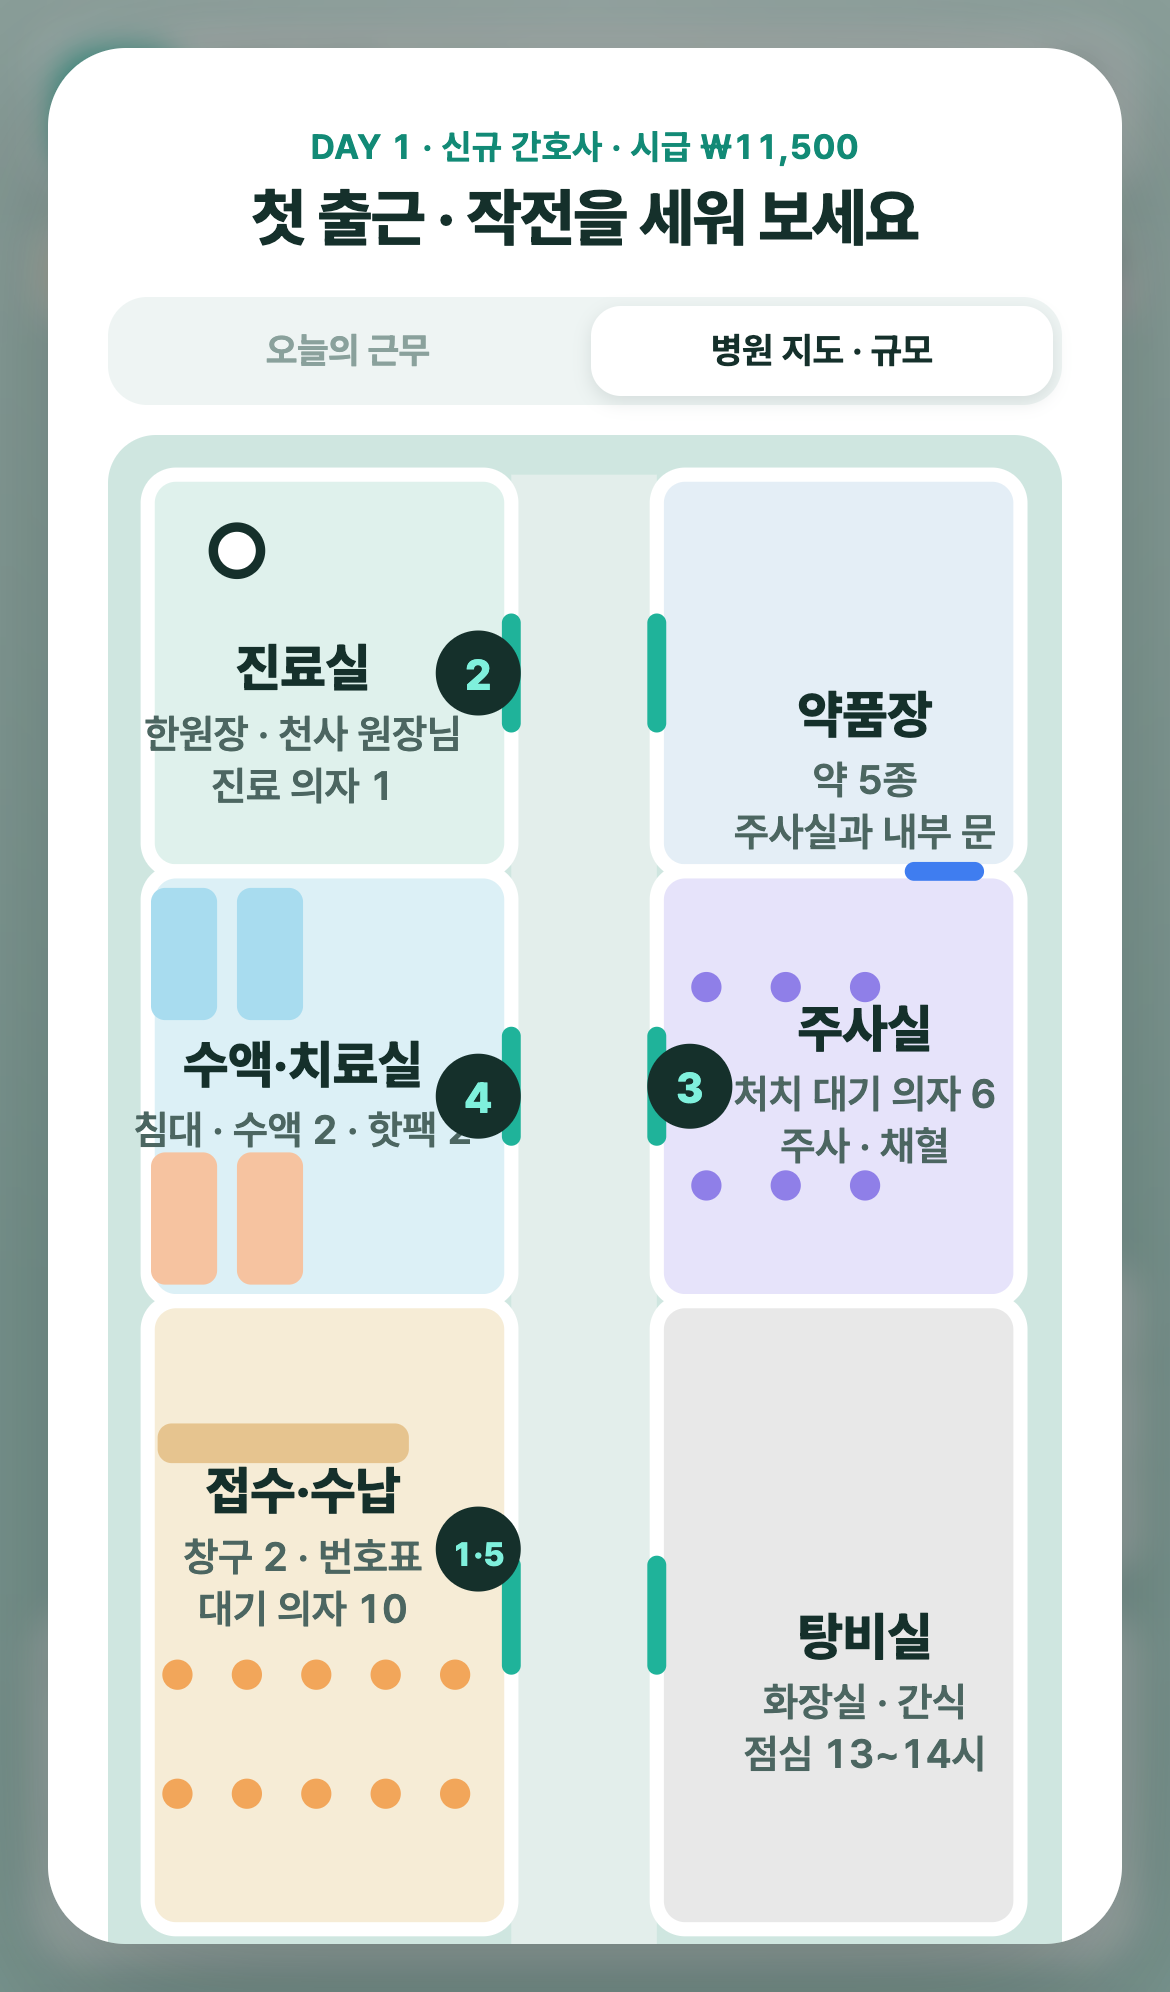 DAY 1 · 신규 간호사 · 시급 ₩11,500
첫 출근 · 작전을 세워 보세요
오늘의 근무
병원 지도 · 규모
진료실
2
한원장 · 천사 원장님
진료 의자 1
약품장
약 5종
주사실과 내부 문
수액·치료실
4
침대 · 수액 2 · 핫팩 2
주사실
3
처치 대기 의자 6
주사 · 채혈
접수·수납
1·5
창구 2 · 번호표
대기 의자 10
탕비실
화장실 · 간식
점심 13~14시